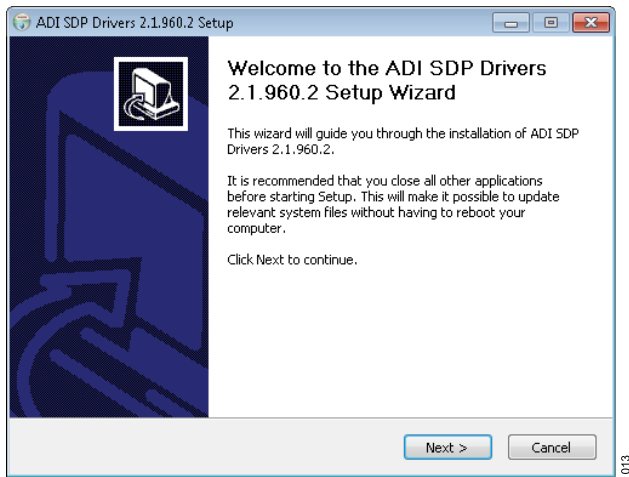 ADI SDP Drivers 2.1.960.2 Setup
Welcome to the ADI SDP Drivers
2.1.960.2 Setup Wizard
This wizard will guide you through the installation of ADI SDP
Drivers 2.1.960.2.
It is recommended that you close all other applications
before starting Setup. This will make it possible to update
relevant system files without having to reboot your
computer.
Click Next to continue.
Next >
Cancel
013